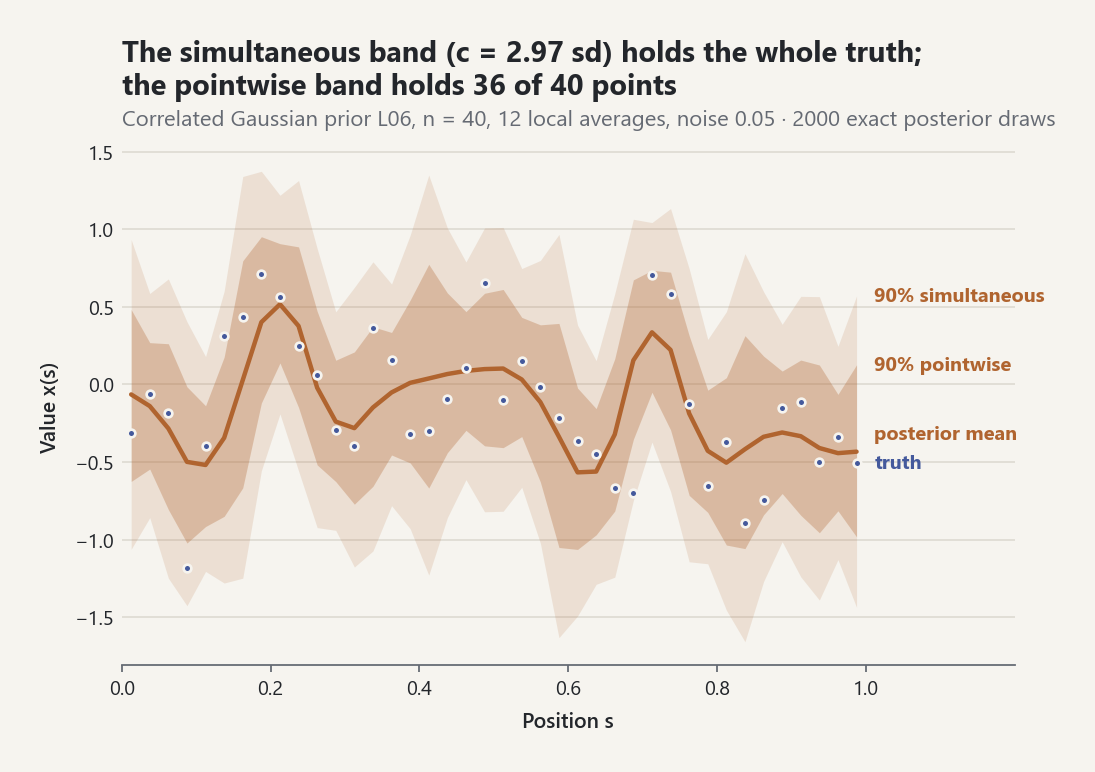 The simultaneous band (c = 2.97 sd) holds the whole truth;
the pointwise band holds 36 of 40 points
Correlated Gaussian prior L06, n = 40, 12 local averages, noise 0.05 · 2000 exact posterior draws
1.5
1.0
0.5
0.0
−0.5
−1.0
−1.5
Value x(s)
90% simultaneous
90% pointwise
posterior mean
truth
0.0
0.2
0.4
0.6
0.8
1.0
Position s